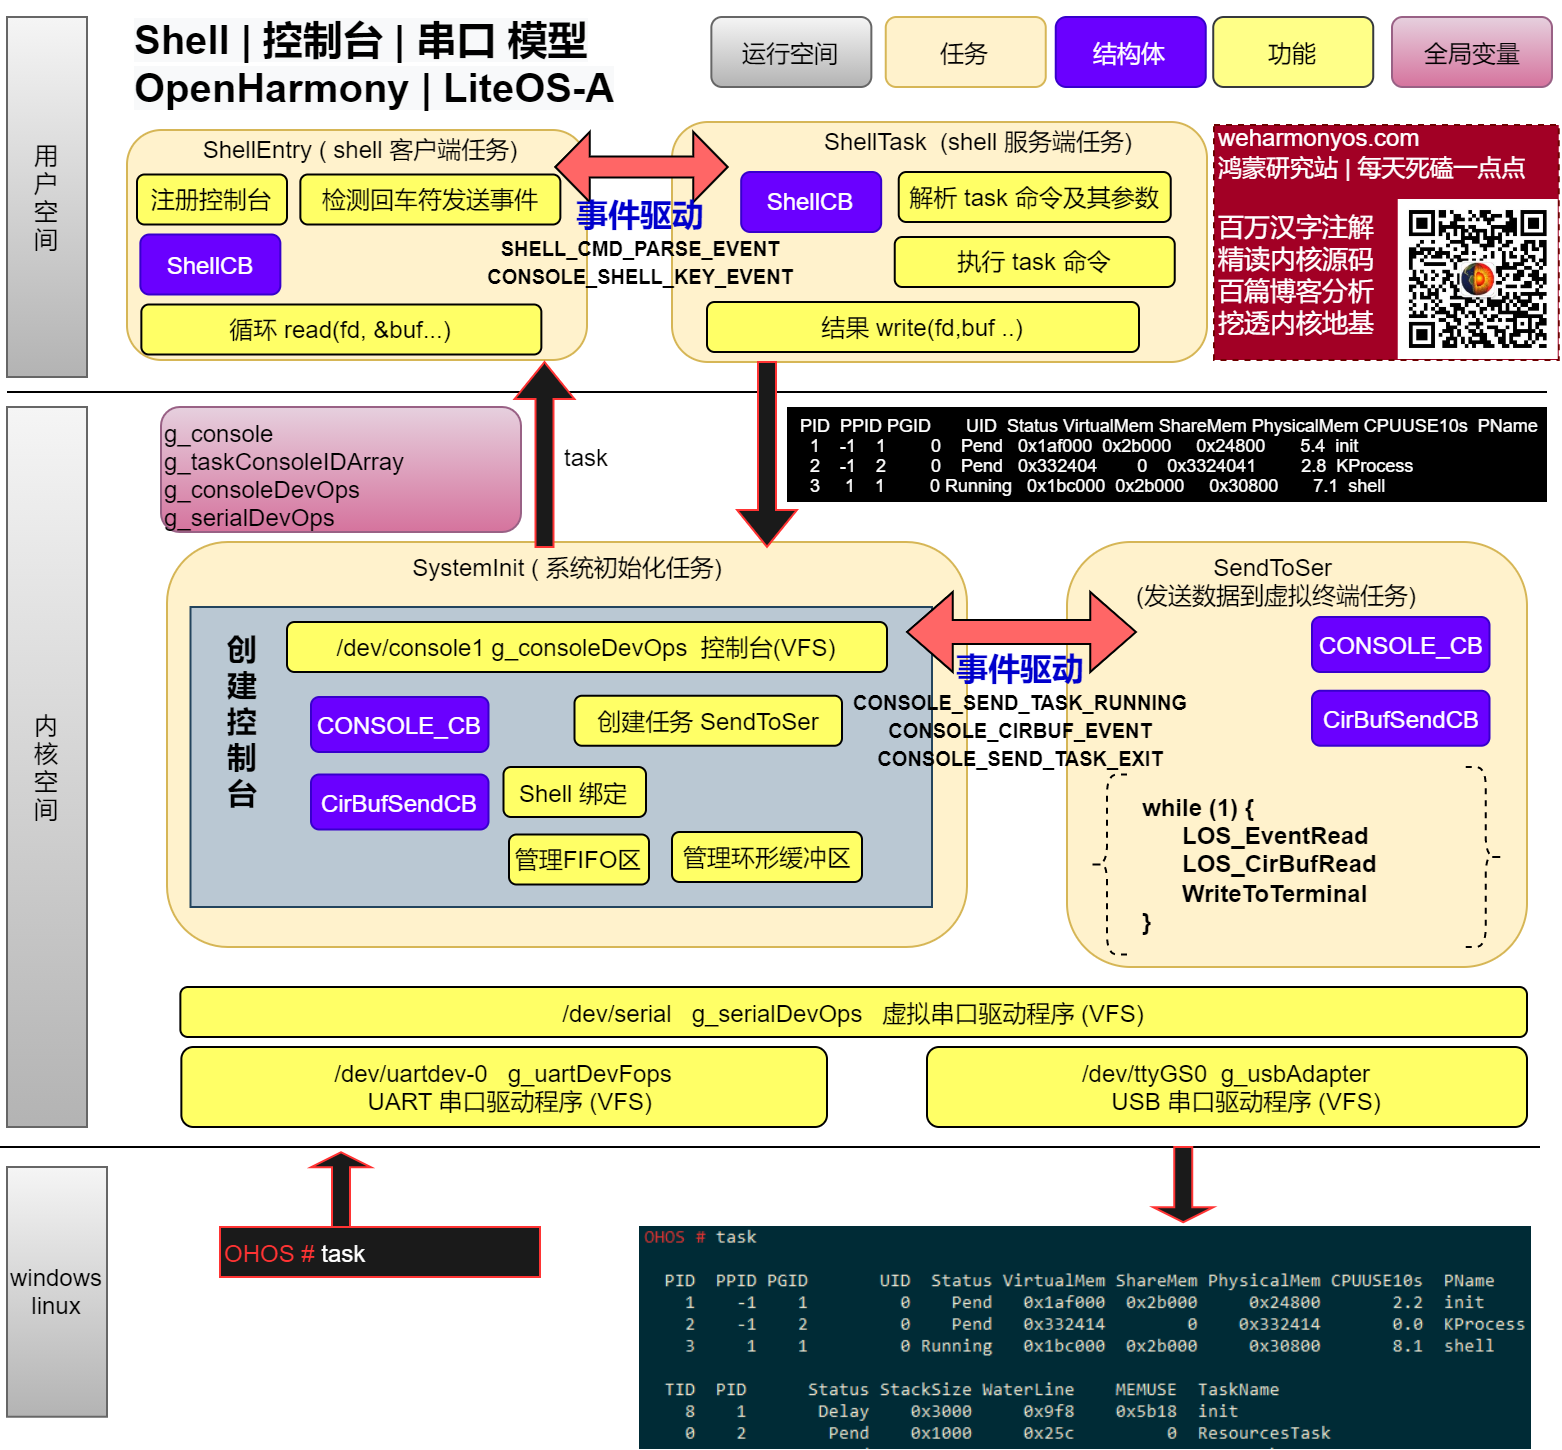 Shell | 控制台 | 串口 模型
OpenHarmony | LiteOS-A
运行空间
任务
结构体
功能
全局变量
用户空间
ShellEntry ( shell 客户端任务)
注册控制台
检测回车符发送事件
ShellCB
循环 read(fd, &buf...)
事件驱动
SHELL_CMD_PARSE_EVENT
CONSOLE_SHELL_KEY_EVENT
ShellTask (shell 服务端任务)
ShellCB
解析 task 命令及其参数
执行 task 命令
结果 write(fd,buf ..)
weharmonyos.com
鸿蒙研究站 | 每天死磕一点点
百万汉字注解
精读内核源码
百篇博客分析
挖透内核地基
内核空间
g_console
g_taskConsoleIDArray
g_consoleDevOps
g_serialDevOps
task
PID PPID PGID UID Status VirtualMem ShareMem PhysicalMem CPUUSE10s PName
1 -1 1 0 Pend 0x1af000 0x2b000 0x24800 5.4 init
2 -1 2 0 Pend 0x332404 0 0x3324041 2.8 KProcess
3 1 1 0 Running 0x1bc000 0x2b000 0x30800 7.1 shell
SystemInit ( 系统初始化任务)
创建控制台
/dev/console1 g_consoleDevOps 控制台(VFS)
CONSOLE_CB
创建任务 SendToSer
CirBufSendCB
Shell 绑定
管理FIFO区
管理环形缓冲区
事件驱动
CONSOLE_SEND_TASK_RUNNING
CONSOLE_CIRBUF_EVENT
CONSOLE_SEND_TASK_EXIT
SendToSer
(发送数据到虚拟终端任务)
CONSOLE_CB
CirBufSendCB
while (1) {
LOS_EventRead
LOS_CirBufRead
WriteToTerminal
}
/dev/serial g_serialDevOps 虚拟串口驱动程序 (VFS)
/dev/uartdev-0 g_uartDevFops
UART 串口驱动程序 (VFS)
/dev/ttyGS0 g_usbAdapter
USB 串口驱动程序 (VFS)
windows
linux
OHOS # task
OHOS # task
PID PPID PGID UID Status VirtualMem ShareMem PhysicalMem CPUUSE10s PName
1 -1 1 0 Pend 0x1af000 0x2b000 0x24800 2.2 init
2 -1 2 0 Pend 0x332414 0 0x332414 0.0 KProcess
3 1 1 0 Running 0x1bc000 0x2b000 0x30800 8.1 shell
TID PID Status StackSize WaterLine MEMUSE TaskName
8 1 Delay 0x3000 0x9f8 0x5b18 init
0 2 Pend 0x1000 0x25c 0 ResourcesTask